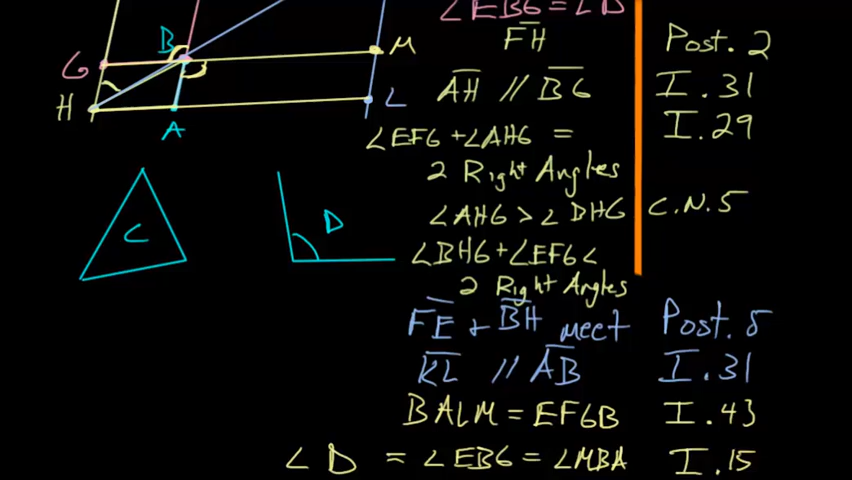 ∠EBG = ∠D
FH Post. 2
AH // BG I.31
∠EFG + ∠AHG = I.29
2 Right Angles
∠AHG > ∠BHG C.N.5
∠BHG + ∠EFG <
2 Right Angles
FE + BH meet Post. 5
KL // AB I.31
BALM = EFGB I.43
∠D = ∠EBG = ∠MBA I.15
B
M
G
H
L
A
C
D